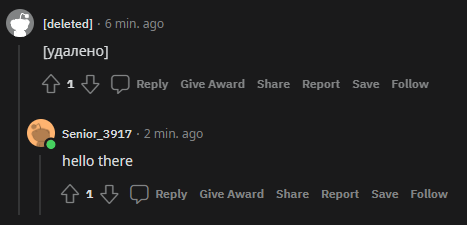 [deleted] · 6 min. ago
[удалено]
1 Reply Give Award Share Report Save Follow
Senior_3917 · 2 min. ago
hello there
1 Reply Give Award Share Report Save Follow